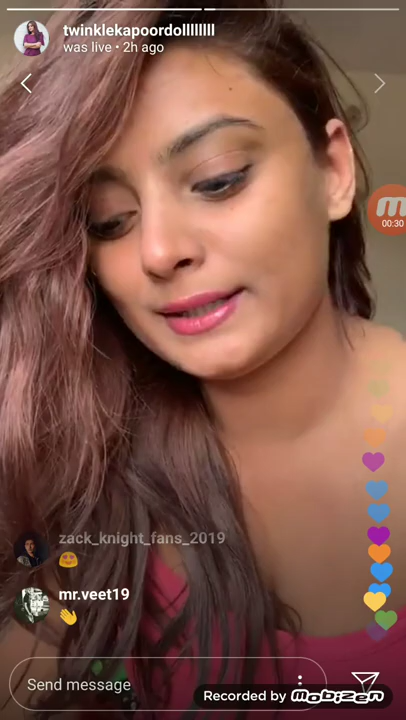 twinklekapoordollllllll
was live • 2h ago
00:30
zack_knight_fans_2019
mr.veet19
Send message
Recorded by mobizen